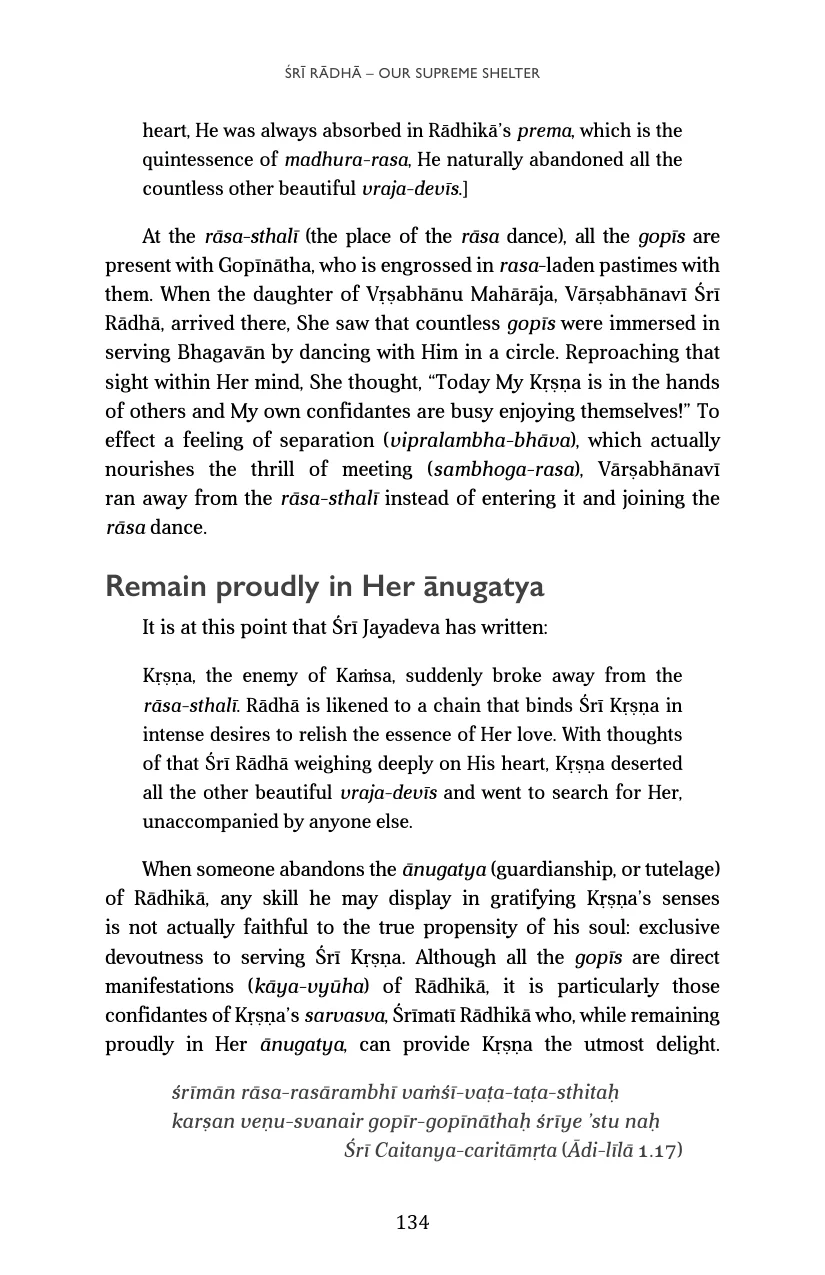 ŚRĪ RĀDHĀ – OUR SUPREME SHELTER
heart, He was always absorbed in Rādhikā’s prema, which is the
quintessence of madhura-rasa, He naturally abandoned all the
countless other beautiful vraja-devīs.]
At the rāsa-sthalī (the place of the rāsa dance), all the gopīs are
present with Gopīnātha, who is engrossed in rasa-laden pastimes with
them. When the daughter of Vṛṣabhānu Mahārāja, Vārṣabhānavī Śrī
Rādhā, arrived there, She saw that countless gopīs were immersed in
serving Bhagavān by dancing with Him in a circle. Reproaching that
sight within Her mind, She thought, “Today My Kṛṣṇa is in the hands
of others and My own confidantes are busy enjoying themselves!” To
effect a feeling of separation (vipralambha-bhāva), which actually
nourishes the thrill of meeting (sambhoga-rasa), Vārṣabhānavī
ran away from the rāsa-sthalī instead of entering it and joining the
rāsa dance.
Remain proudly in Her ānugatya
It is at this point that Śrī Jayadeva has written:
Kṛṣṇa, the enemy of Kaṁsa, suddenly broke away from the
rāsa-sthalī. Rādhā is likened to a chain that binds Śrī Kṛṣṇa in
intense desires to relish the essence of Her love. With thoughts
of that Śrī Rādhā weighing deeply on His heart, Kṛṣṇa deserted
all the other beautiful vraja-devīs and went to search for Her,
unaccompanied by anyone else.
When someone abandons the ānugatya (guardianship, or tutelage)
of Rādhikā, any skill he may display in gratifying Kṛṣṇa’s senses
is not actually faithful to the true propensity of his soul: exclusive
devoutness to serving Śrī Kṛṣṇa. Although all the gopīs are direct
manifestations (kāya-vyūha) of Rādhikā, it is particularly those
confidantes of Kṛṣṇa’s sarvasva, Śrīmatī Rādhikā who, while remaining
proudly in Her ānugatya, can provide Kṛṣṇa the utmost delight.
śrīmān rāsa-rasārambhī vaṁśī-vaṭa-taṭa-sthitaḥ
karṣan veṇu-svanair gopīr-gopīnāthaḥ śrīye ’stu naḥ
Śrī Caitanya-caritāmṛta (Ādi-līlā 1.17)
134